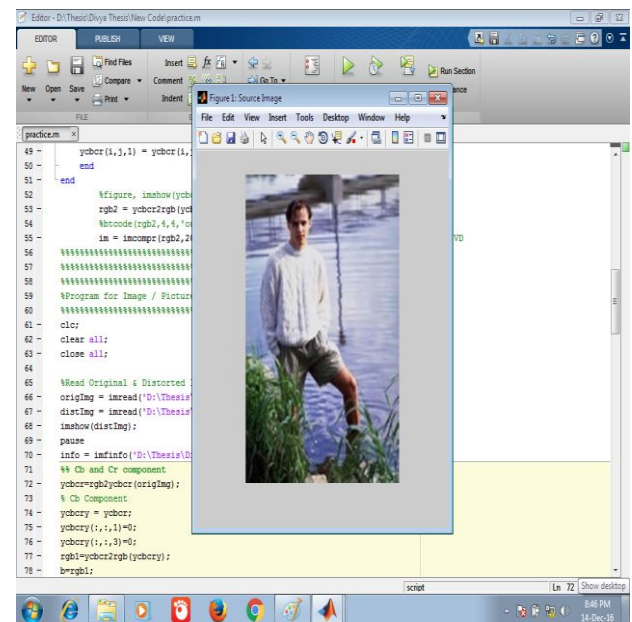 Editor - D:\Thesis\Divya Thesis\New Code\practice.m
EDITOR PUBLISH VIEW
New Open Save
Find Files
Compare
Print
Insert fx
Comment
Indent
Go To
Run Section
FILE
Figure 1: Source Image
File Edit View Insert Tools Desktop Window Help
practice.m x
49 - ycbcr(i,j,1) = ycbcr(i,j
50 - end
51 - end
52 %figure, imshow(ycb
53 - rgb2 = ycbcr2rgb(yc
54 %btcode(rgb2,4,4,'o
55 - im = imcompr(rgb2,20 VD
56 %%%%%%%%%%%%%%%%%%%%%%%%%%%%
57 %%%%%%%%%%%%%%%%%%%%%%%%%%%%
58 %%%%%%%%%%%%%%%%%%%%%%%%%%%%
59 %Program for Image / Picture
60 %%%%%%%%%%%%%%%%%%%%%%%%%%%%
61 - clc;
62 - clear all;
63 - close all;
64
65 %Read Original & Distorted
66 - origImg = imread('D:\Thesis\
67 - distImg = imread('D:\Thesis\
68 - imshow(distImg);
69 - pause
70 - info = imfinfo('D:\Thesis\D
71 %% Cb and Cr component
72 - ycbcr=rgb2ycbcr(origImg);
73 % Cb Component
74 - ycbcry = ycbcr;
75 - ycbcry(:,:,1)=0;
76 - ycbcry(:,:,3)=0;
77 - rgb1=ycbcr2rgb(ycbcry);
78 - b=rgb1;
script Ln 72 Show desktop
8:46 PM
14-Dec-16